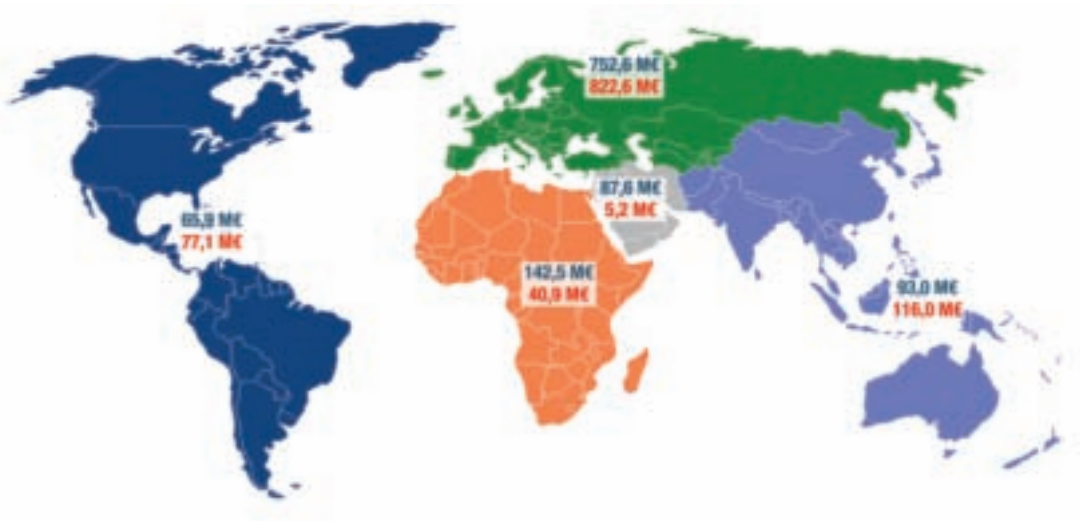 752,6 M€
822,6 M€
87,6 M€
5,2 M€
65,9 M€
77,1 M€
142,5 M€
40,9 M€
93,0 M€
116,0 M€